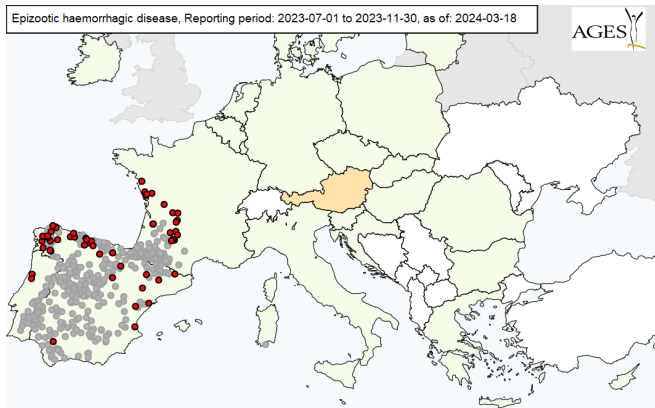 Epizootic haemorrhagic disease, Reporting period: 2023-07-01 to 2023-11-30, as of: 2024-03-18
AGES